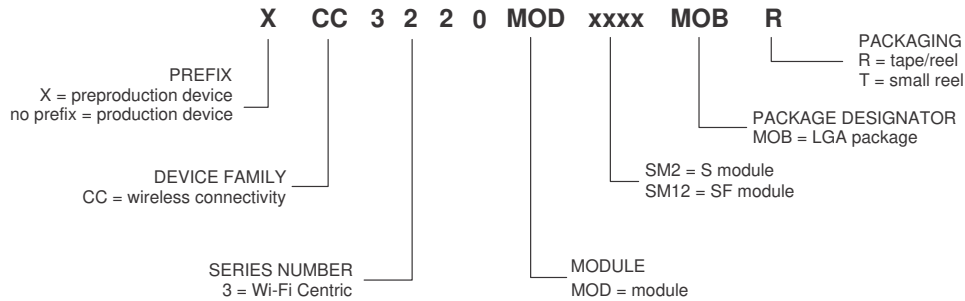 X CC 3 2 2 0 MOD xxxx MOB R
PREFIX
X = preproduction device
no prefix = production device
PACKAGING
R = tape/reel
T = small reel
PACKAGE DESIGNATOR
MOB = LGA package
DEVICE FAMILY
CC = wireless connectivity
SM2 = S module
SM12 = SF module
SERIES NUMBER
3 = Wi-Fi Centric
MODULE
MOD = module